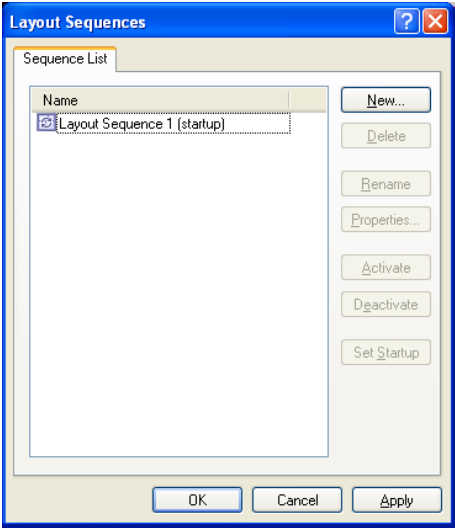 Layout Sequences
Sequence List
Name
Layout Sequence 1 (startup)
New...
Delete
Rename
Properties...
Activate
Deactivate
Set Startup
OK
Cancel
Apply